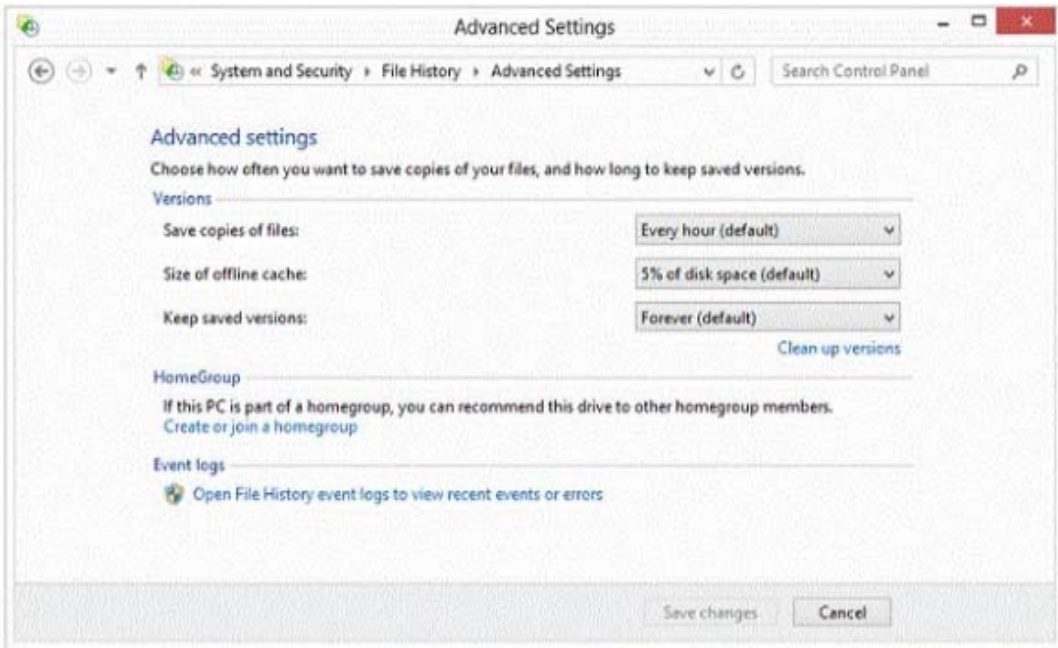 Advanced Settings
« System and Security ▸ File History ▸ Advanced Settings
Search Control Panel
Advanced settings
Choose how often you want to save copies of your files, and how long to keep saved versions.
Versions
Save copies of files: Every hour (default)
Size of offline cache: 5% of disk space (default)
Keep saved versions: Forever (default)
Clean up versions
HomeGroup
If this PC is part of a homegroup, you can recommend this drive to other homegroup members.
Create or join a homegroup
Event logs
Open File History event logs to view recent events or errors
Save changes Cancel